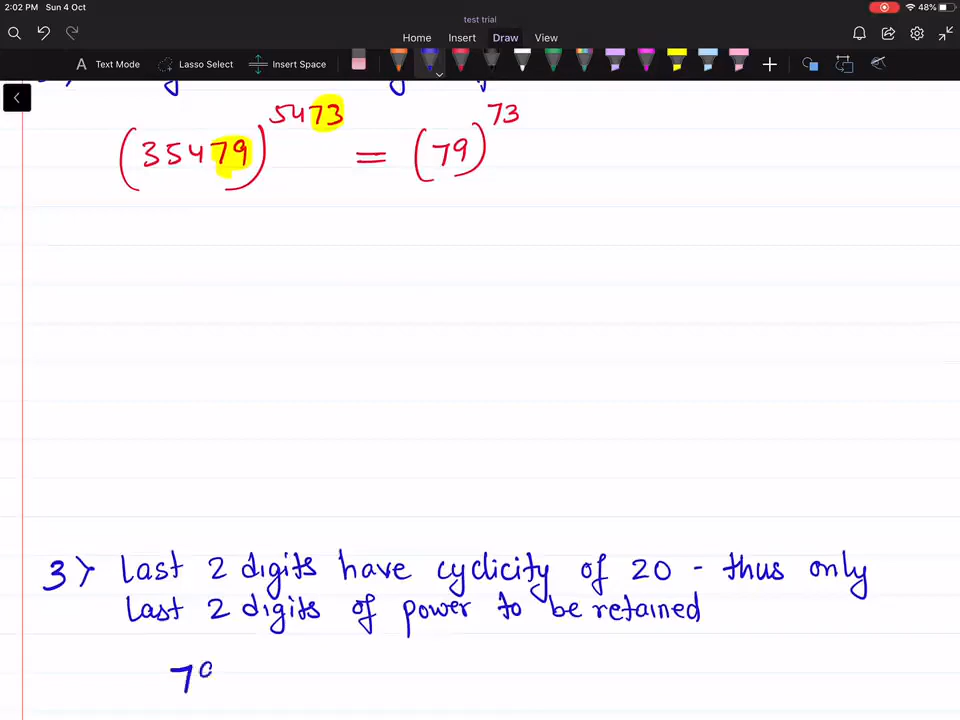 2:02 PM Sun 4 Oct
48%
test trial
Home Insert Draw View
Text Mode Lasso Select Insert Space
(35479)^5473 = (79)^73
3> Last 2 digits have cyclicity of 20 - thus only
last 2 digits of power to be retained